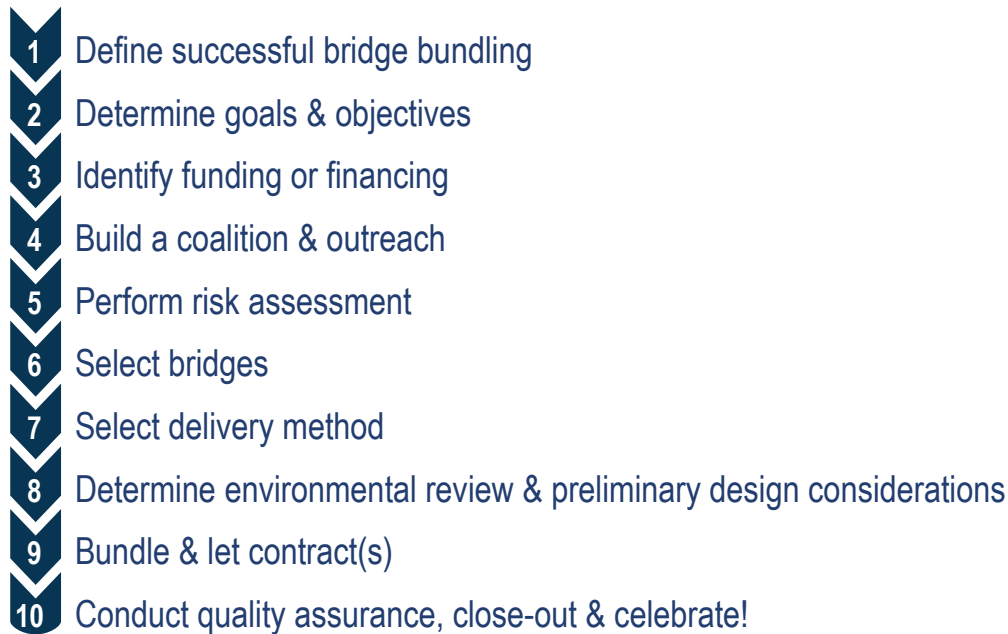 1 Define successful bridge bundling
2 Determine goals & objectives
3 Identify funding or financing
4 Build a coalition & outreach
5 Perform risk assessment
6 Select bridges
7 Select delivery method
8 Determine environmental review & preliminary design considerations
9 Bundle & let contract(s)
10 Conduct quality assurance, close-out & celebrate!